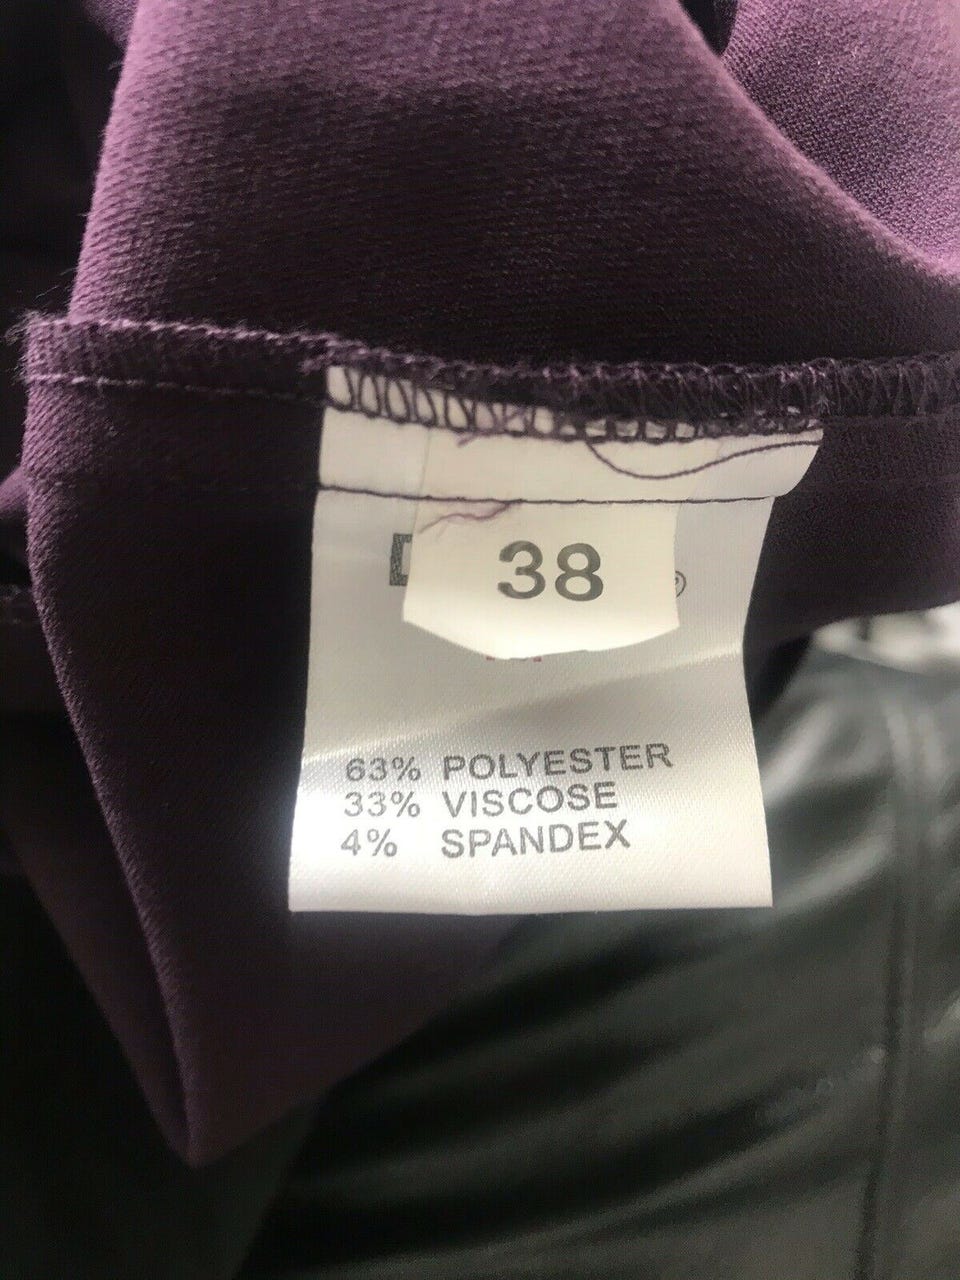 38
63% POLYESTER
33% VISCOSE
4% SPANDEX